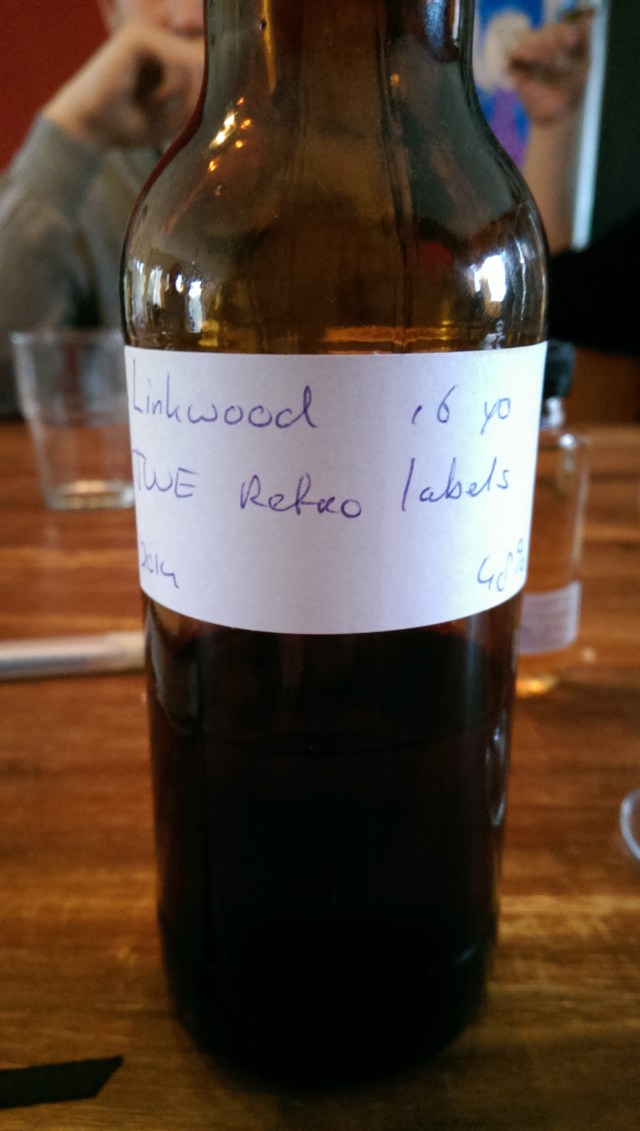 Linkwood 16 yo
TWE Retro labels
2014 48%